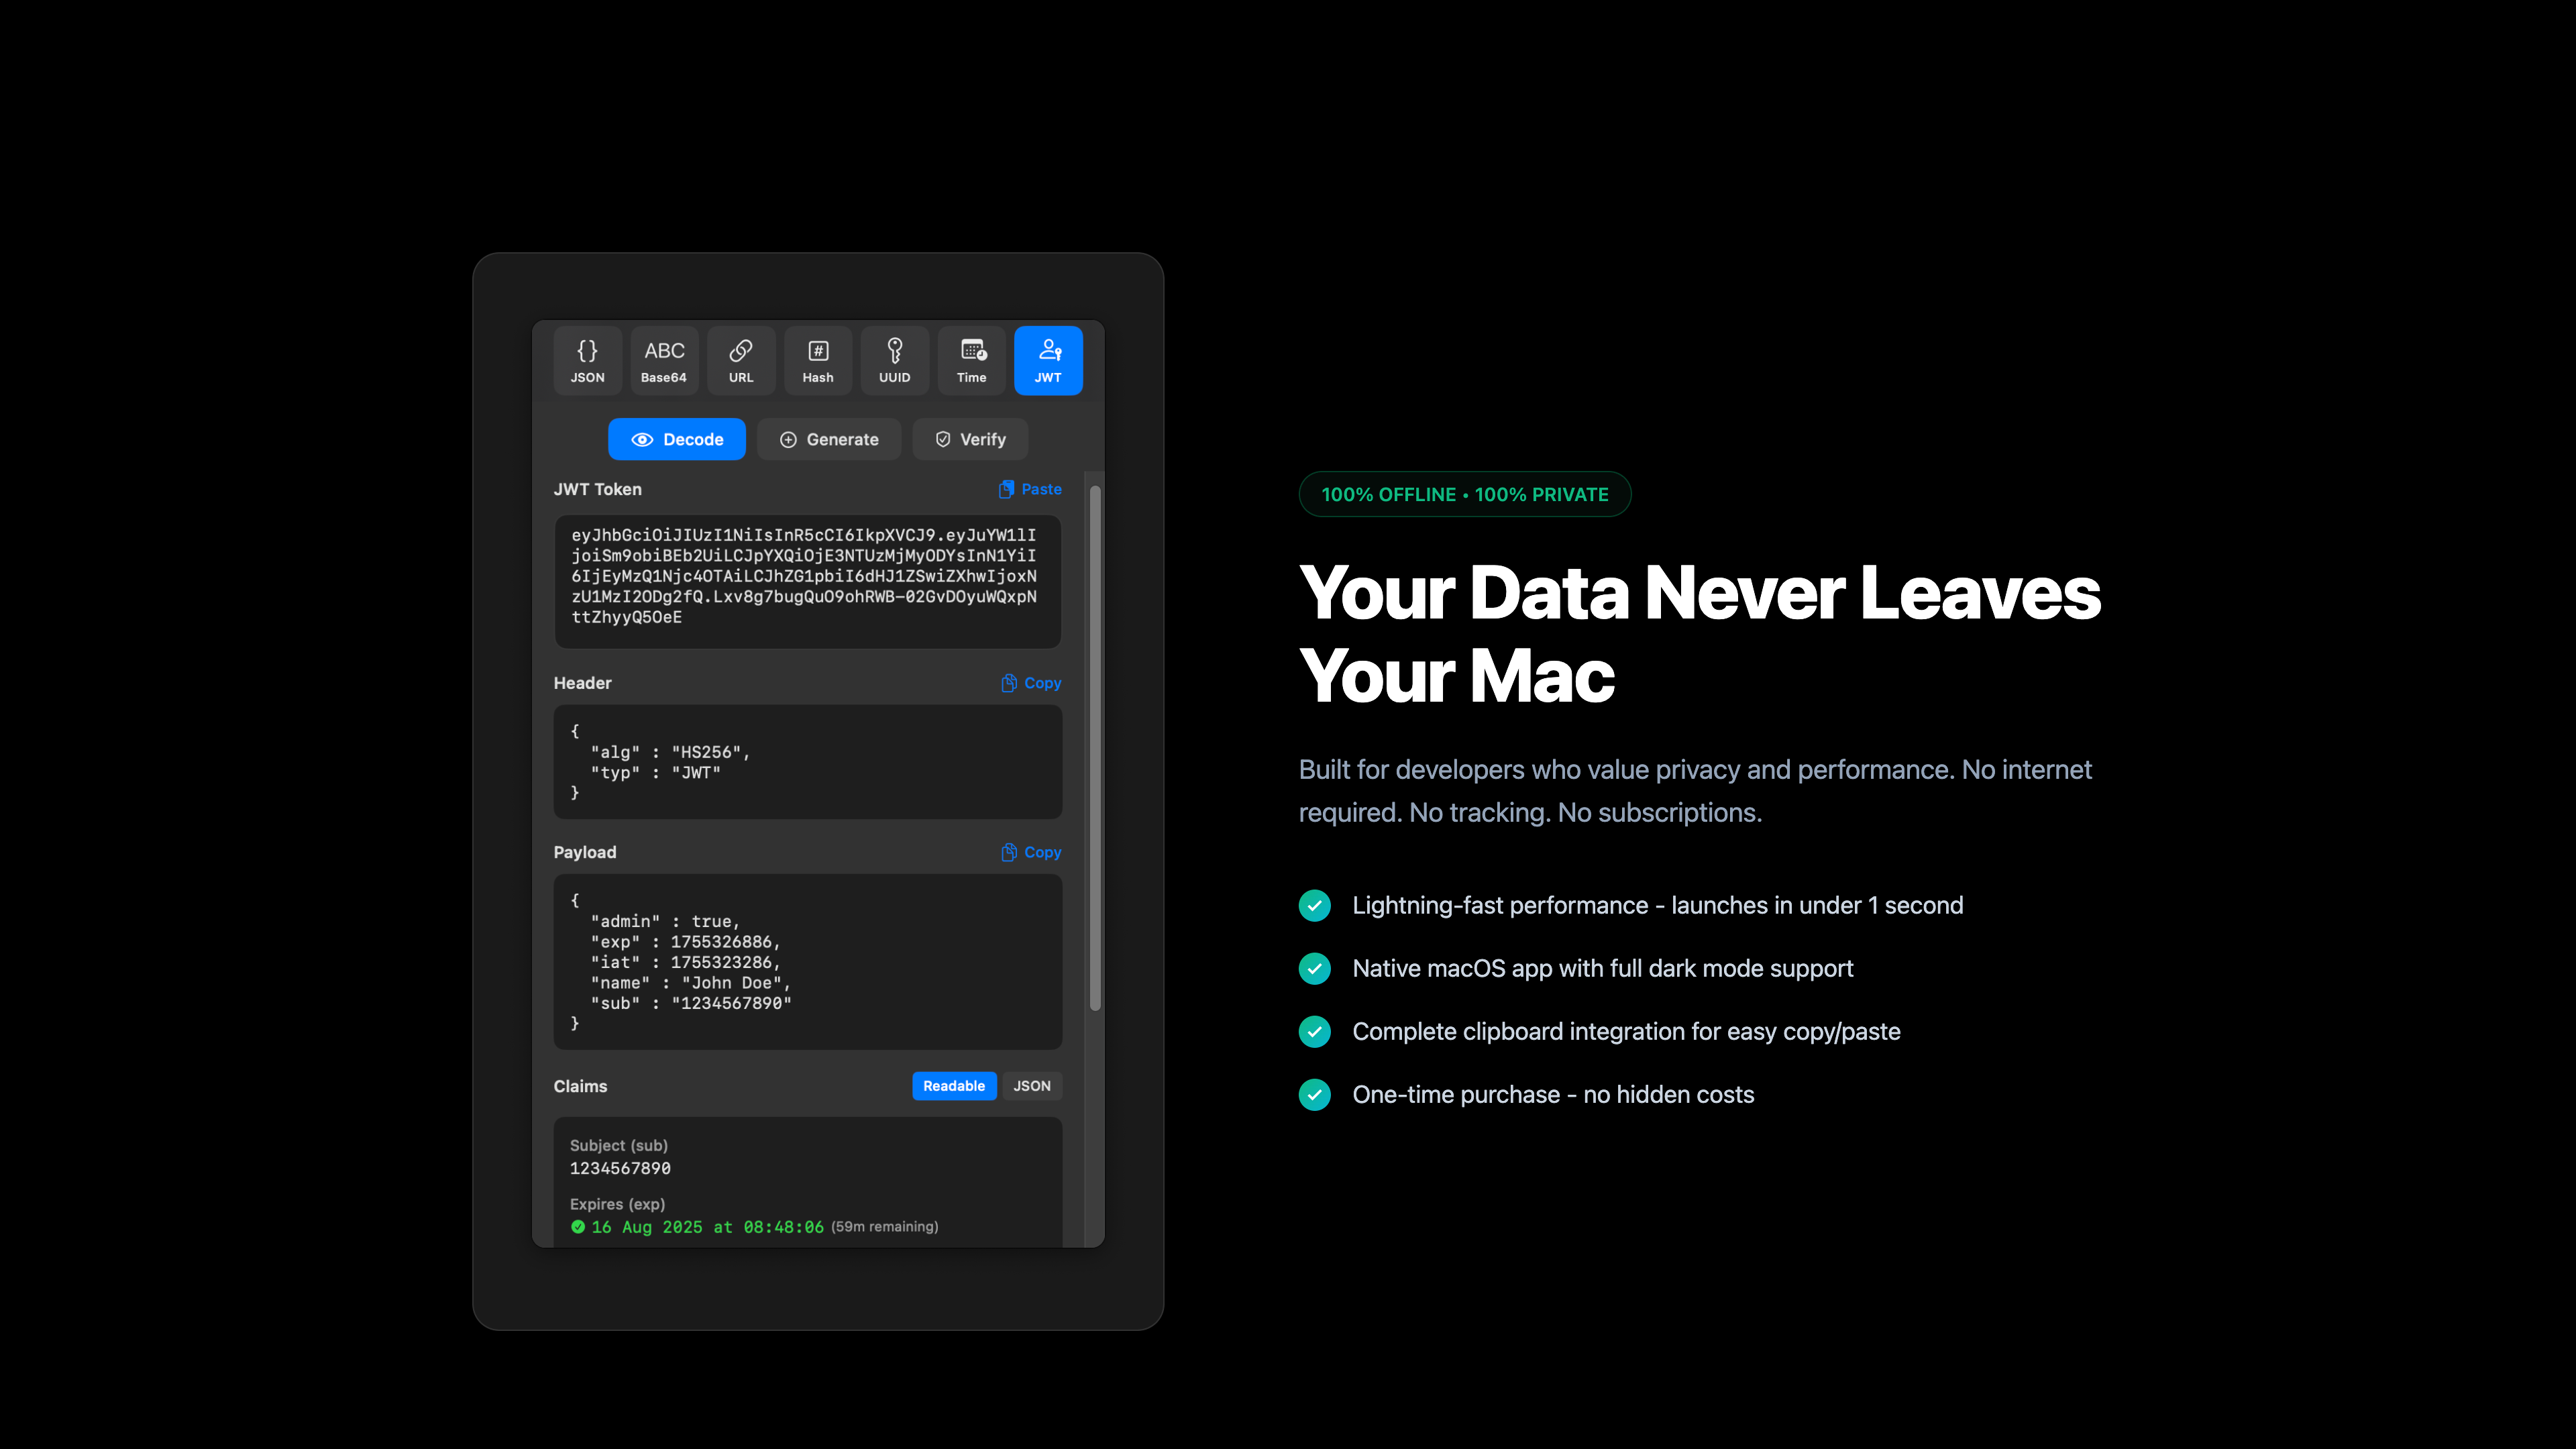 { }
JSON
ABC
Base64
URL
#
Hash
UUID
Time
JWT
Decode
Generate
Verify
JWT Token
Paste
eyJhbGciOiJIUzI1NiIsInR5cCI6IkpXVCJ9.eyJuYW1lI
joiSm9obiBEb2UiLCJpYXQiOjE3NTUzMjMyODYsInN1YiI
6IjEyMzQ1Njc4OTAiLCJhZG1pbiI6dHJ1ZSwiZXhwIjoxN
zU1MzI2ODg2fQ.Lxv8g7bugQuO9ohRWB-02GvDOyuWQxpN
ttZhyyQ5OeE
Header
Copy
{
"alg" : "HS256",
"typ" : "JWT"
}
Payload
Copy
{
"admin" : true,
"exp" : 1755326886,
"iat" : 1755323286,
"name" : "John Doe",
"sub" : "1234567890"
}
Claims
Readable
JSON
Subject (sub)
1234567890
Expires (exp)
16 Aug 2025 at 08:48:06 (59m remaining)
100% OFFLINE • 100% PRIVATE
Your Data Never Leaves
Your Mac
Built for developers who value privacy and performance. No internet
required. No tracking. No subscriptions.
Lightning-fast performance - launches in under 1 second
Native macOS app with full dark mode support
Complete clipboard integration for easy copy/paste
One-time purchase - no hidden costs